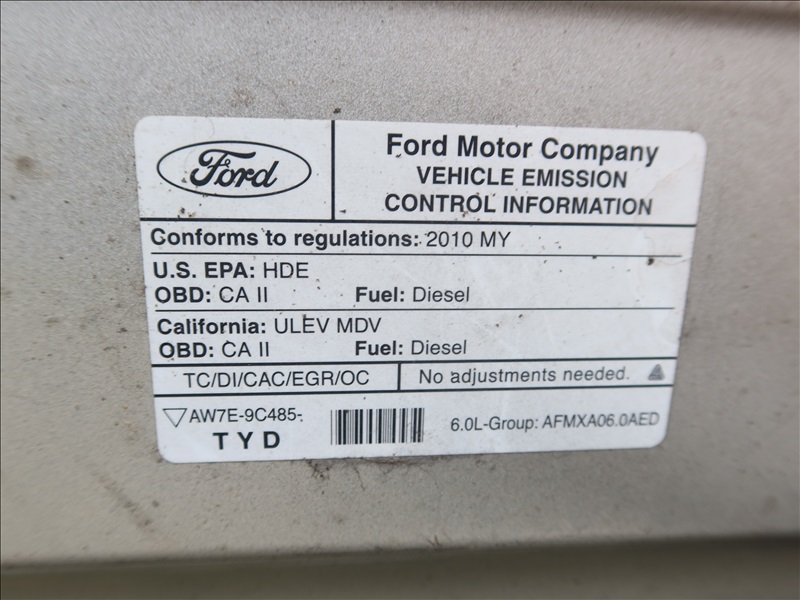 Ford
Ford Motor Company
VEHICLE EMISSION
CONTROL INFORMATION
Conforms to regulations: 2010 MY
U.S. EPA: HDE
OBD: CA II Fuel: Diesel
California: ULEV MDV
OBD: CA II Fuel: Diesel
TC/DI/CAC/EGR/OC No adjustments needed.
AW7E-9C485-
TYD
6.0L-Group: AFMXA06.0AED